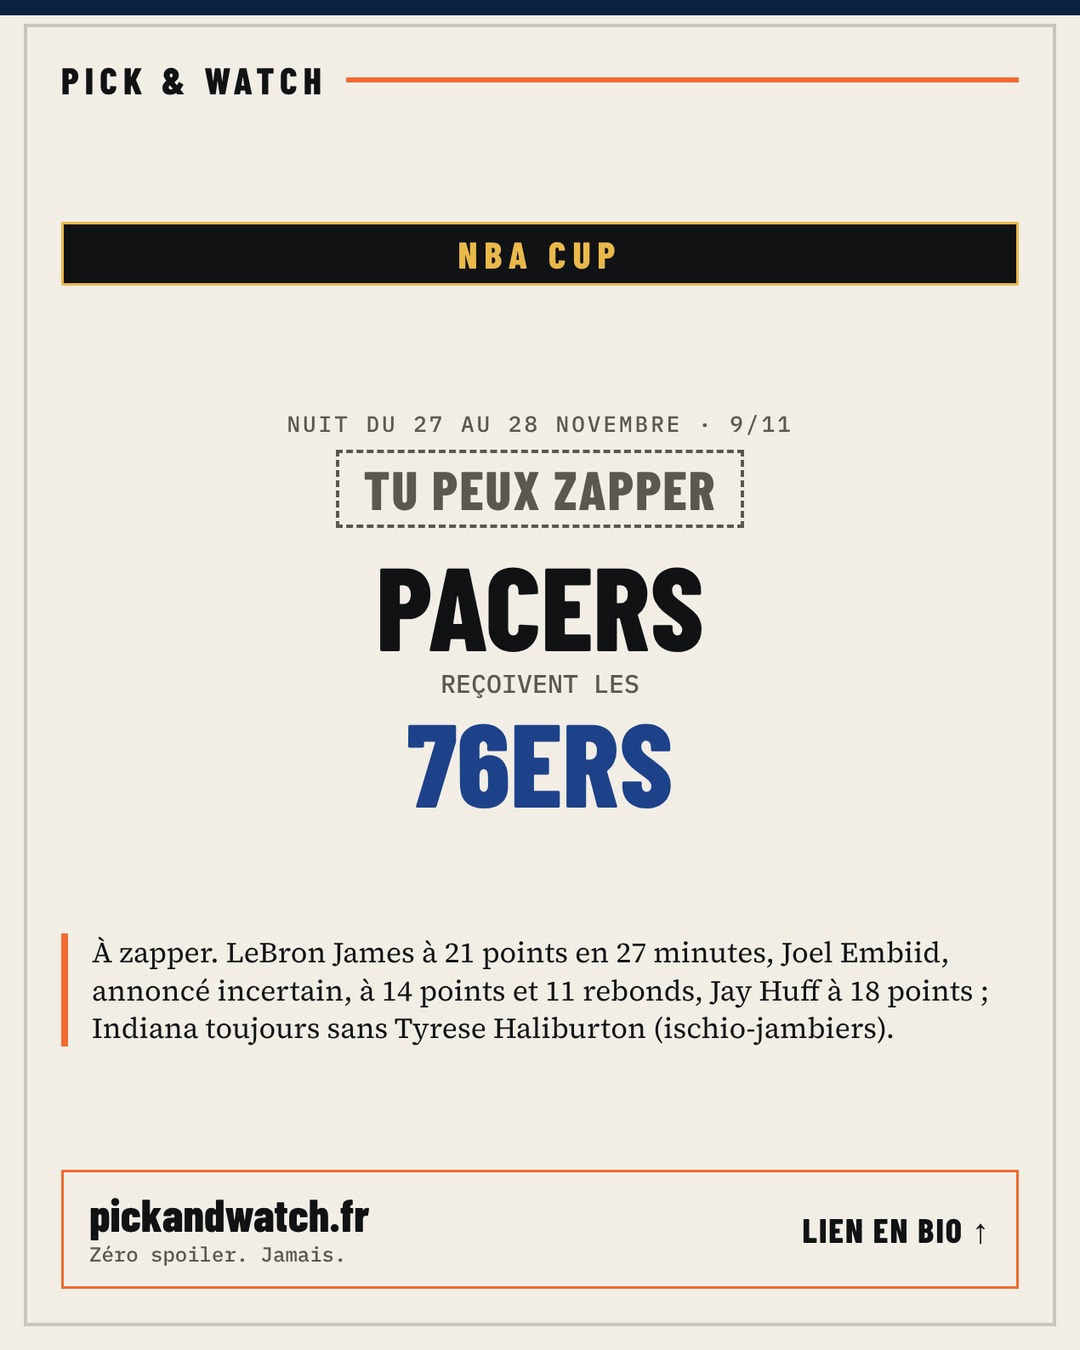 PICK & WATCH
NBA CUP
NUIT DU 27 AU 28 NOVEMBRE · 9/11
TU PEUX ZAPPER
PACERS
REÇOIVENT LES
76ERS
À zapper. LeBron James à 21 points en 27 minutes, Joel Embiid,
annoncé incertain, à 14 points et 11 rebonds, Jay Huff à 18 points ;
Indiana toujours sans Tyrese Haliburton (ischio-jambiers).
pickandwatch.fr
Zéro spoiler. Jamais.
LIEN EN BIO ↑